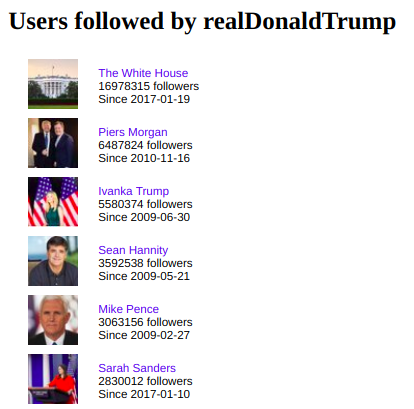 Users followed by realDonaldTrump
The White House
16978315 followers
Since 2017-01-19
Piers Morgan
6487824 followers
Since 2010-11-16
Ivanka Trump
5580374 followers
Since 2009-06-30
Sean Hannity
3592538 followers
Since 2009-05-21
Mike Pence
3063156 followers
Since 2009-02-27
Sarah Sanders
2830012 followers
Since 2017-01-10